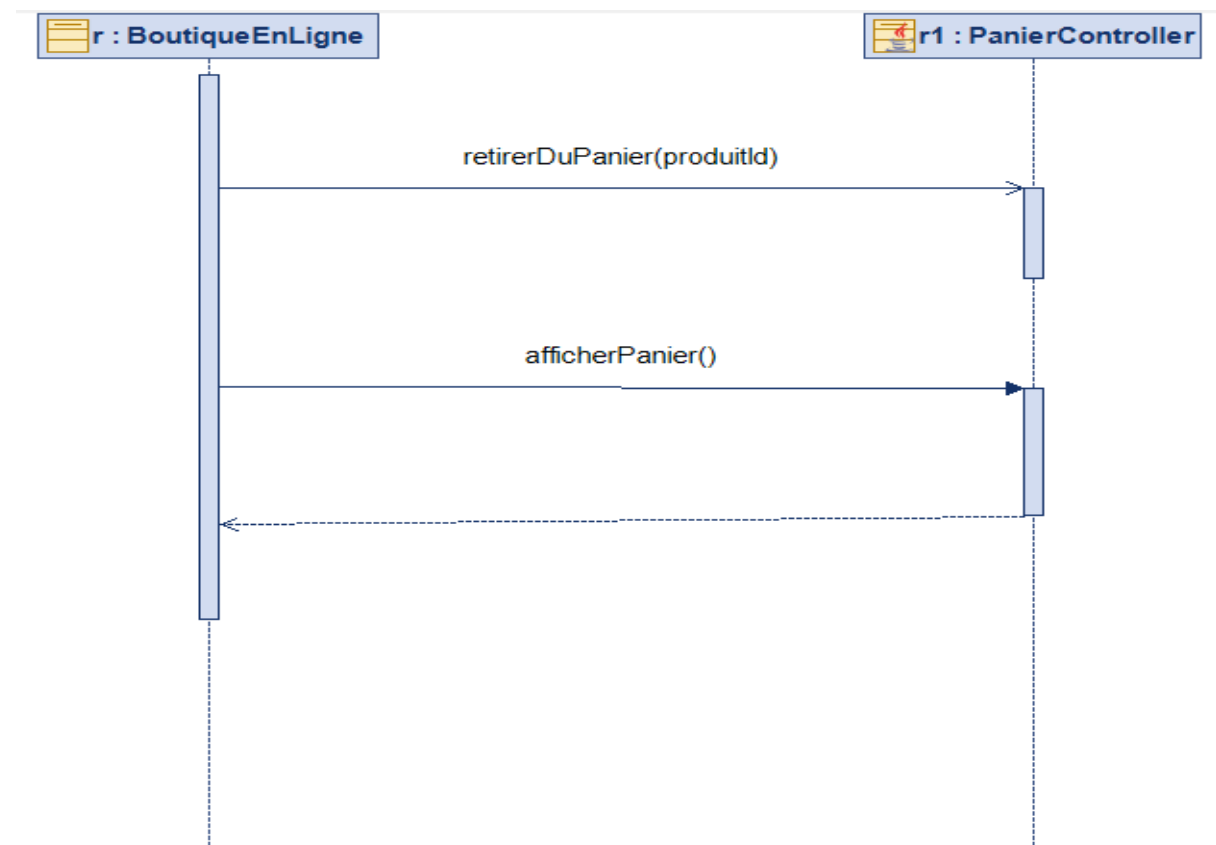 r : BoutiqueEnLigne
r1 : PanierController
retirerDuPanier(produitId)
afficherPanier()